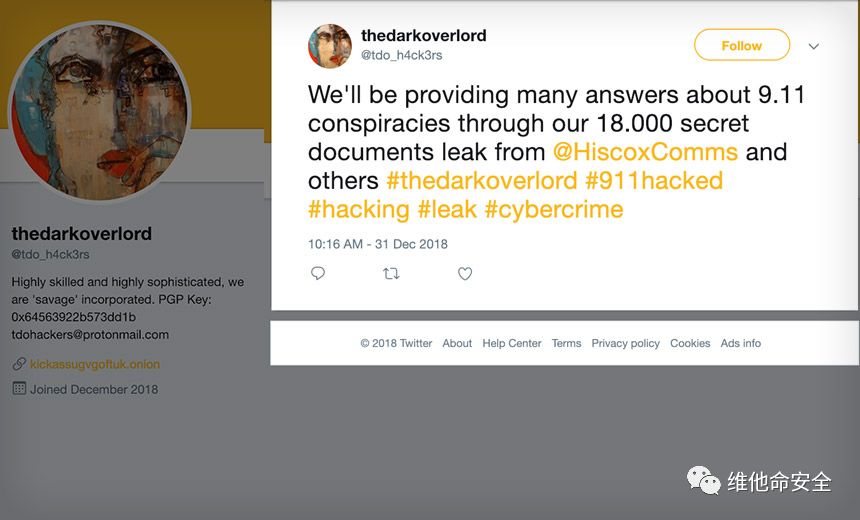 thedarkoverlord
@tdo_h4ck3rs
Highly skilled and highly sophisticated, we
are 'savage' incorporated. PGP Key:
0x64563922b573dd1b
tdohackers@protonmail.com
kickassugvgoftuk.onion
Joined December 2018
thedarkoverlord
@tdo_h4ck3rs
Follow
We'll be providing many answers about 9.11
conspiracies through our 18.000 secret
documents leak from @HiscoxComms and
others #thedarkoverlord #911hacked
#hacking #leak #cybercrime
10:16 AM - 31 Dec 2018
© 2018 Twitter About Help Center Terms Privacy policy Cookies Ads info
维他命安全